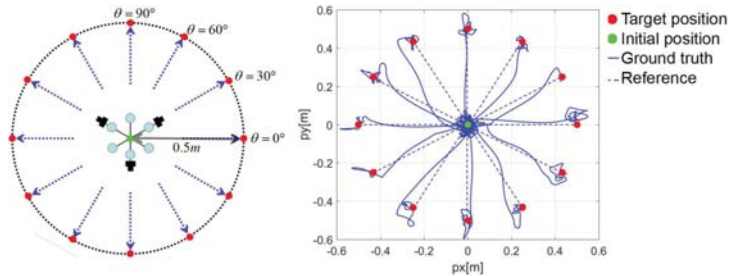 θ = 90°
θ = 60°
θ = 30°
θ = 0°
0.5m
py[m]
0.6
0.4
0.2
0
-0.2
-0.4
-0.6
-0.6
-0.4
-0.2
0
0.2
0.4
0.6
px[m]
Target position
Initial position
Ground truth
Reference